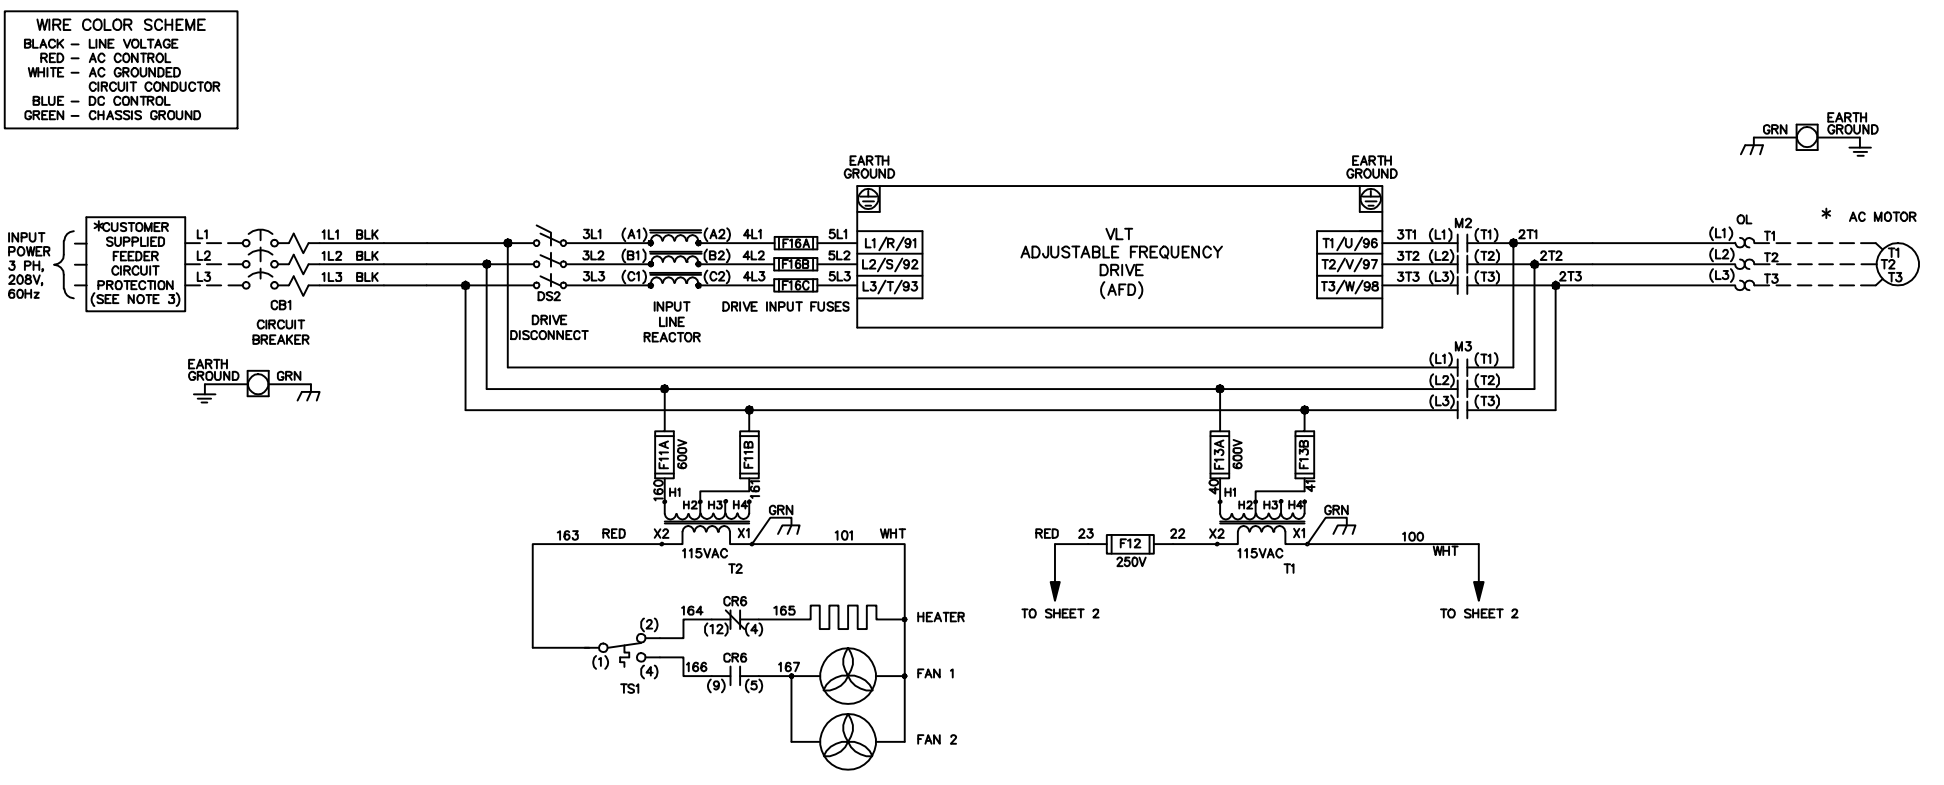 WIRE COLOR SCHEME
BLACK – LINE VOLTAGE
RED – AC CONTROL
WHITE – AC GROUNDED
CIRCUIT CONDUCTOR
BLUE – DC CONTROL
GREEN – CHASSIS GROUND
GRN
EARTH
GROUND
INPUT
POWER
3 PH,
208V,
60Hz
*CUSTOMER
SUPPLIED
FEEDER
CIRCUIT
PROTECTION
(SEE NOTE 3)
L1
L2
L3
CB1
CIRCUIT
BREAKER
1L1 BLK
1L2 BLK
1L3 BLK
EARTH
GROUND
GRN
DS2
DRIVE
DISCONNECT
3L1 (A1) (A2) 4L1 F16A 5L1
3L2 (B1) (B2) 4L2 F16B 5L2
3L3 (C1) (C2) 4L3 F16C 5L3
INPUT
LINE
REACTOR
DRIVE INPUT FUSES
EARTH
GROUND
L1/R/91
L2/S/92
L3/T/93
VLT
ADJUSTABLE FREQUENCY
DRIVE
(AFD)
EARTH
GROUND
T1/U/96
T2/V/97
T3/W/98
M2
3T1 (L1) (T1) 2T1
3T2 (L2) (T2) 2T2
3T3 (L3) (T3) 2T3
OL
(L1) T1
(L2) T2
(L3) T3
* AC MOTOR
T1
T2
T3
M3
(L1) (T1)
(L2) (T2)
(L3) (T3)
F11A
600V
F11B
160
161
H1
H2 H3 H4
GRN
163 RED X2 X1 101 WHT
115VAC
T2
F13A
600V
F13B
40
41
H1
H2 H3 H4
GRN
RED 23 F12 22 X2 X1 100
WHT
250V
115VAC
T1
TO SHEET 2
TO SHEET 2
CR6
164 165
(12) (4)
HEATER
(2)
(1)
(4)
TS1
CR6
166 167
(9) (5)
FAN 1
FAN 2